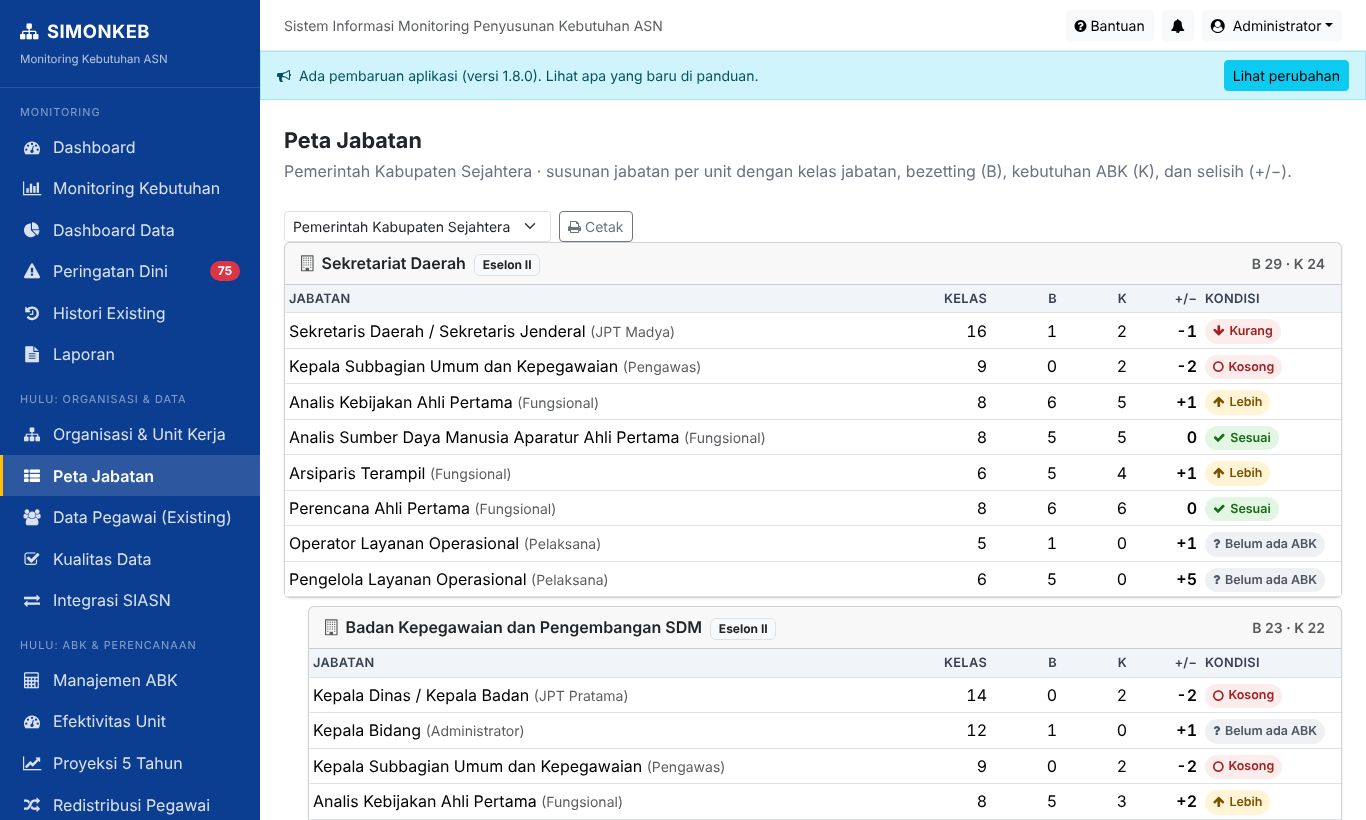 SIMONKEB
Monitoring Kebutuhan ASN
MONITORING
Dashboard
Monitoring Kebutuhan
Dashboard Data
Peringatan Dini 75
Histori Existing
Laporan
HULU: ORGANISASI & DATA
Organisasi & Unit Kerja
Peta Jabatan
Data Pegawai (Existing)
Kualitas Data
Integrasi SIASN
HULU: ABK & PERENCANAAN
Manajemen ABK
Efektivitas Unit
Proyeksi 5 Tahun
Redistribusi Pegawai
Sistem Informasi Monitoring Penyusunan Kebutuhan ASN Bantuan Administrator
Ada pembaruan aplikasi (versi 1.8.0). Lihat apa yang baru di panduan. Lihat perubahan
Peta Jabatan
Pemerintah Kabupaten Sejahtera · susunan jabatan per unit dengan kelas jabatan, bezetting (B), kebutuhan ABK (K), dan selisih (+/−).
Pemerintah Kabupaten Sejahtera Cetak
Sekretariat Daerah Eselon II B 29 · K 24
JABATAN KELAS B K +/− KONDISI
Sekretaris Daerah / Sekretaris Jenderal (JPT Madya) 16 1 2 -1 Kurang
Kepala Subbagian Umum dan Kepegawaian (Pengawas) 9 0 2 -2 Kosong
Analis Kebijakan Ahli Pertama (Fungsional) 8 6 5 +1 Lebih
Analis Sumber Daya Manusia Aparatur Ahli Pertama (Fungsional) 8 5 5 0 Sesuai
Arsiparis Terampil (Fungsional) 6 5 4 +1 Lebih
Perencana Ahli Pertama (Fungsional) 8 6 6 0 Sesuai
Operator Layanan Operasional (Pelaksana) 5 1 0 +1 ? Belum ada ABK
Pengelola Layanan Operasional (Pelaksana) 6 5 0 +5 ? Belum ada ABK
Badan Kepegawaian dan Pengembangan SDM Eselon II B 23 · K 22
JABATAN KELAS B K +/− KONDISI
Kepala Dinas / Kepala Badan (JPT Pratama) 14 0 2 -2 Kosong
Kepala Bidang (Administrator) 12 1 0 +1 ? Belum ada ABK
Kepala Subbagian Umum dan Kepegawaian (Pengawas) 9 0 2 -2 Kosong
Analis Kebijakan Ahli Pertama (Fungsional) 8 5 3 +2 Lebih